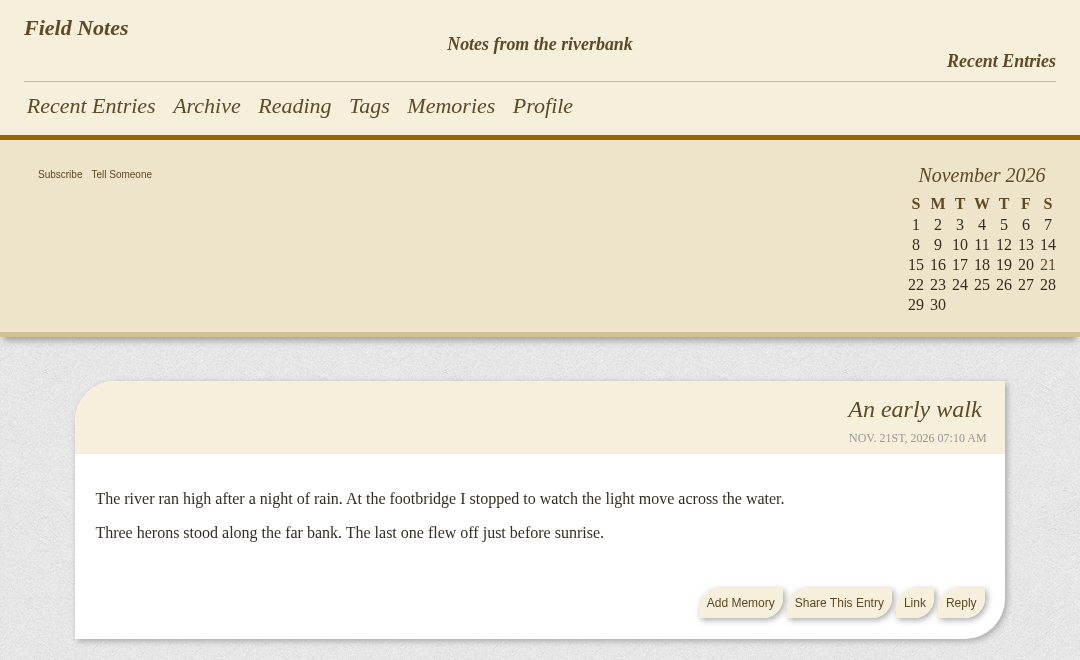 Field Notes
Notes from the riverbank
Recent Entries
Recent Entries Archive Reading Tags Memories Profile
Subscribe Tell Someone
November 2026
S M T W T F S
1 2 3 4 5 6 7
8 9 10 11 12 13 14
15 16 17 18 19 20 21
22 23 24 25 26 27 28
29 30
An early walk
NOV. 21ST, 2026 07:10 AM
The river ran high after a night of rain. At the footbridge I stopped to watch the light move across the water.
Three herons stood along the far bank. The last one flew off just before sunrise.
Add Memory Share This Entry Link Reply